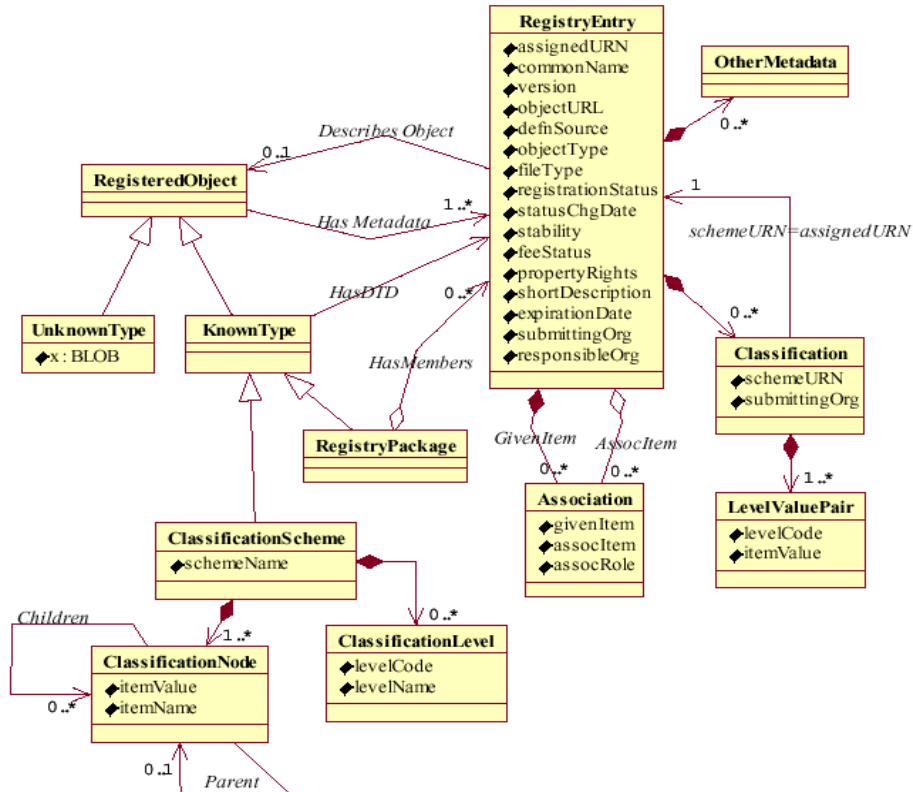 RegistryEntry
assignedURN
commonName
version
objectURL
defnSource
objectType
fileType
registrationStatus
statusChgDate
stability
feeStatus
propertyRights
shortDescription
expirationDate
submittingOrg
responsibleOrg
OtherMetadata
0..*
Describes Object
0..1
RegisteredObject
1..*
Has Metadata
1
schemeURN=assignedURN
HasDTD
0..*
HasMembers
UnknownType
x : BLOB
KnownType
0..*
Classification
schemeURN
submittingOrg
RegistryPackage
GivenItem
AssocItem
0..*
0..*
1..*
Association
givenItem
assocItem
assocRole
LevelValuePair
levelCode
itemValue
ClassificationScheme
schemeName
Children
1..*
0..*
ClassificationLevel
levelCode
levelName
ClassificationNode
itemValue
itemName
0..*
0..1
Parent